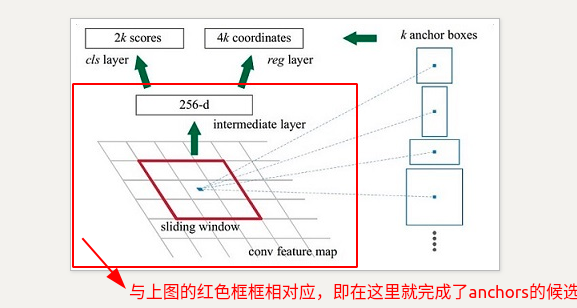 2k scores
4k coordinates
k anchor boxes
cls layer
reg layer
256-d
intermediate layer
sliding window
conv feature map
与上图的红色框框相对应，即在这里就完成了anchors的候选